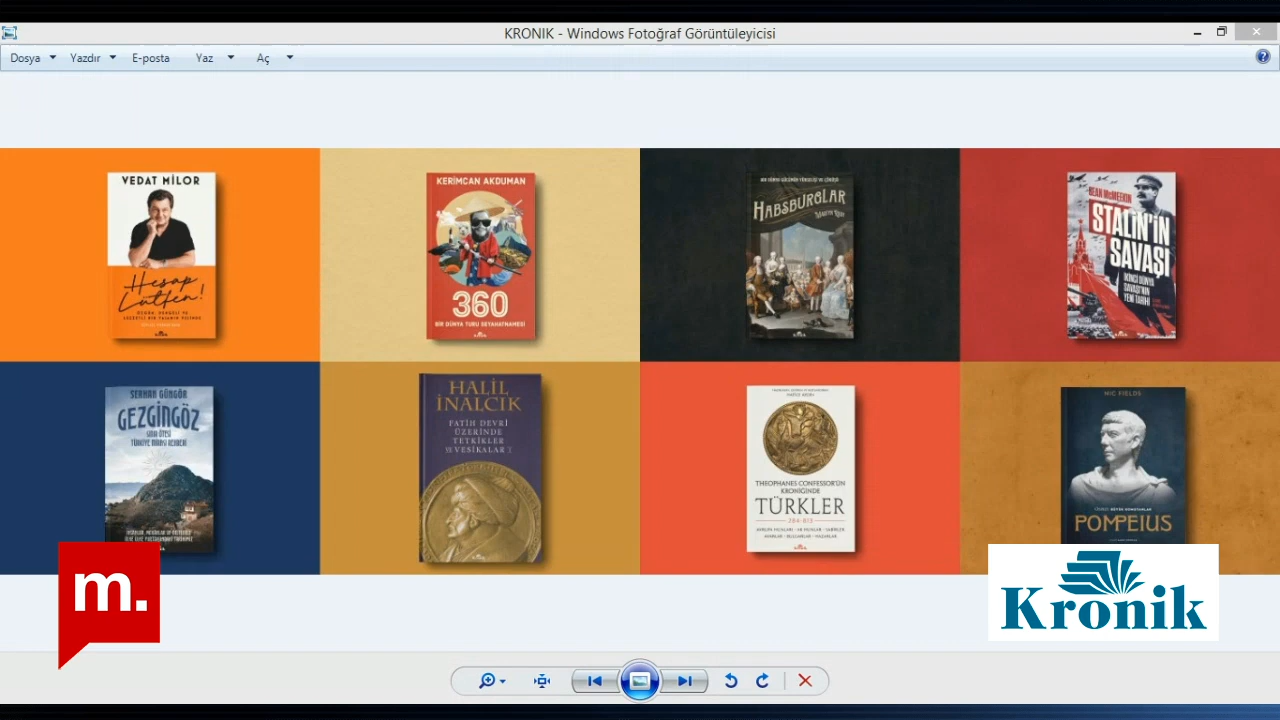 KRONIK - Windows Fotoğraf Görüntüleyicisi
Dosya Yazdır E-posta Yaz Aç
VEDAT MİLOR
Hesap
Lütfen!
KERİMCAN AKDUMAN
360
BİR DÜNYA TURU SEYAHATNAMESİ
HABSBURGLAR
SEAN McMEEKIN
STALİN'İN
SAVAŞI
İKİNCİ DÜNYA
SAVAŞI'NIN
YENİ TARİHİ
SERHAN GÜNGÖR
GEZGİNGÖZ
HALİL
İNALCIK
FATİH DEVRİ
ÜZERİNDE
TETKİKLER
VE VESİKALAR I
THEOPHANES CONFESSOR'ÜN
KRONİĞİNDE
TÜRKLER
284-813
NIC FIELDS
POMPEIUS
m.
Kronik